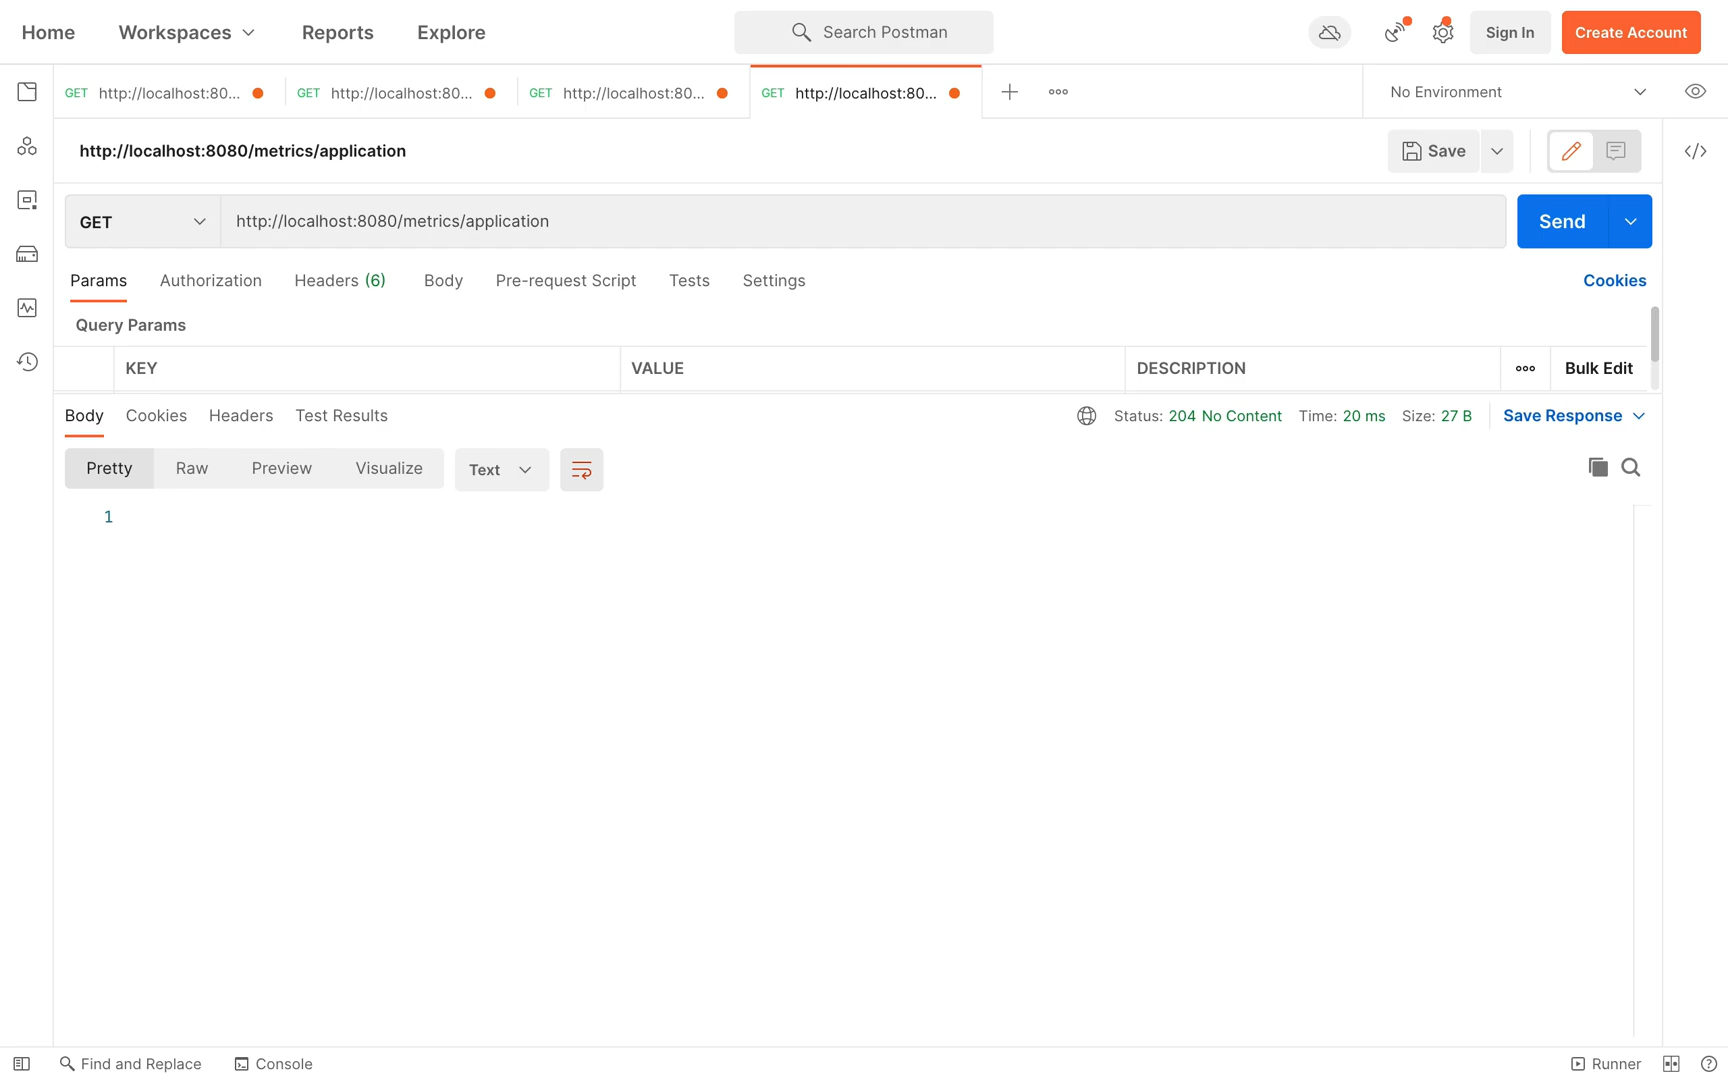 Home Workspaces Reports Explore Search Postman Sign In Create Account
GET http://localhost:80... GET http://localhost:80... GET http://localhost:80... GET http://localhost:80... No Environment
http://localhost:8080/metrics/application Save
GET http://localhost:8080/metrics/application Send
Params Authorization Headers (6) Body Pre-request Script Tests Settings Cookies
Query Params
KEY VALUE DESCRIPTION Bulk Edit
Body Cookies Headers Test Results Status: 204 No Content Time: 20 ms Size: 27 B Save Response
Pretty Raw Preview Visualize Text
1
Find and Replace Console Runner